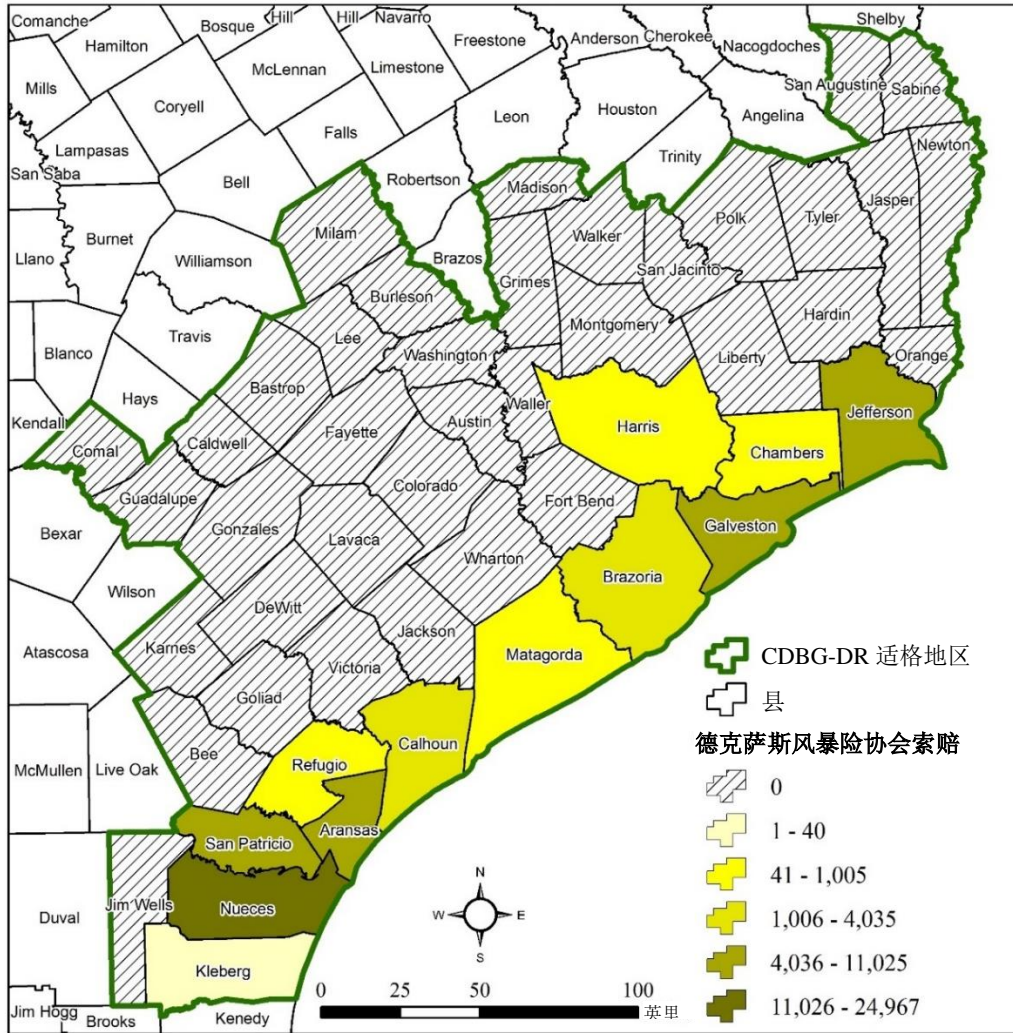 Comanche
Bosque
Hill
Hill
Navarro
Freestone
Anderson
Cherokee
Nacogdoches
Shelby
Hamilton
McLennan
Limestone
San Augustine
Sabine
Mills
Coryell
Leon
Houston
Angelina
Falls
Trinity
Newton
Lampasas
San Saba
Bell
Robertson
Madison
Jasper
Burnet
Milam
Walker
Polk
Tyler
Llano
Williamson
Brazos
Grimes
San Jacinto
Burleson
Montgomery
Hardin
Travis
Lee
Washington
Liberty
Orange
Blanco
Bastrop
Hays
Waller
Austin
Kendall
Fayette
Harris
Jefferson
Comal
Caldwell
Chambers
Colorado
Guadalupe
Fort Bend
Gonzales
Galveston
Bexar
Lavaca
Wharton
Brazoria
Wilson
DeWitt
Jackson
Karnes
Matagorda
Atascosa
Victoria
Goliad
Calhoun
Bee
Refugio
McMullen
Live Oak
Aransas
San Patricio
Jim Wells
Nueces
Duval
Kleberg
Jim Hogg
Brooks
Kenedy
CDBG-DR 适格地区
县
德克萨斯风暴险协会索赔
0
1 - 40
41 - 1,005
1,006 - 4,035
4,036 - 11,025
11,026 - 24,967
N
W E
S
0 25 50 100
英里